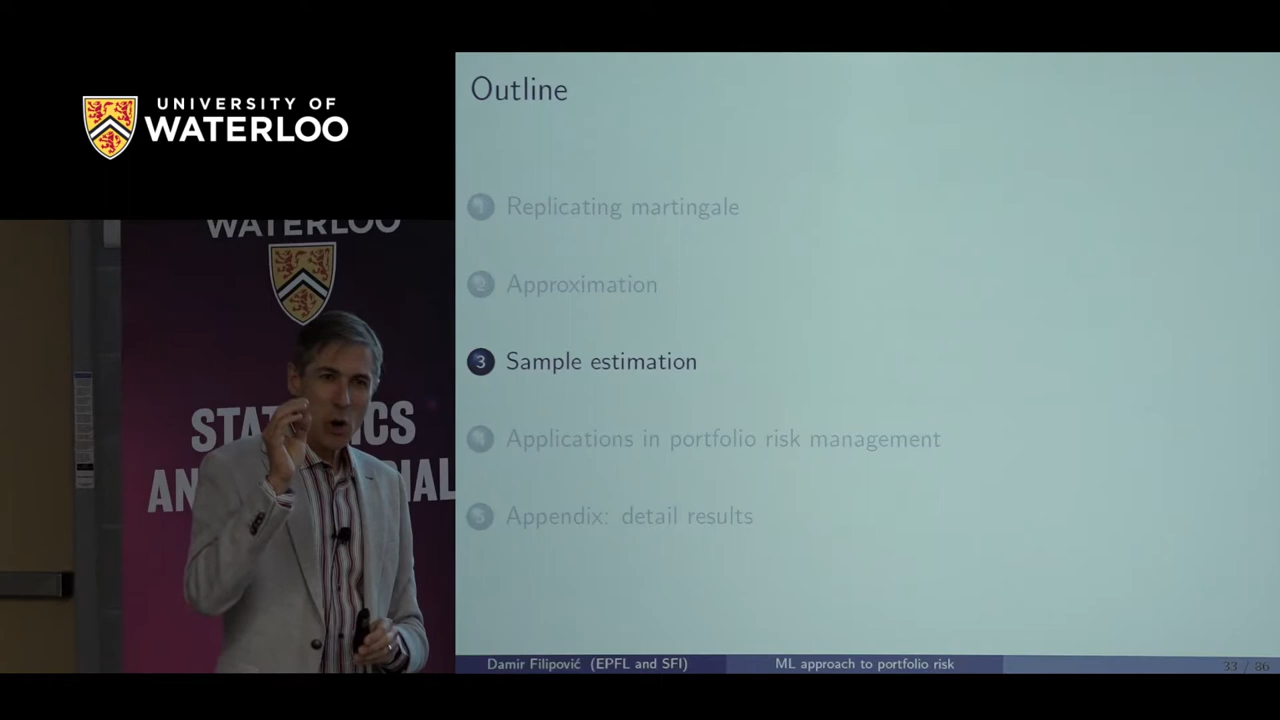 UNIVERSITY OF
WATERLOO
WATERLOO
Outline
1 Replicating martingale
2 Approximation
3 Sample estimation
4 Applications in portfolio risk management
5 Appendix: detail results
Damir Filipović (EPFL and SFI)
ML approach to portfolio risk
33 / 86